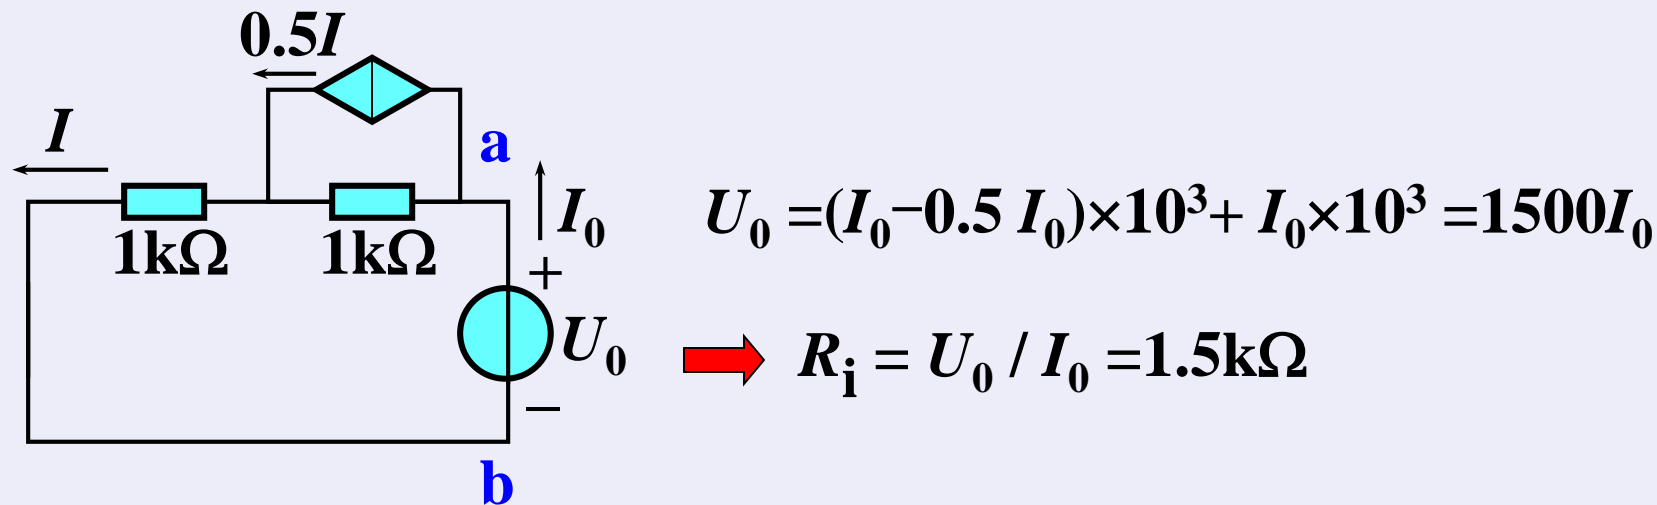 0.5I
I
a
I₀
1kΩ 1kΩ
+
U₀
−
b
U₀ =(I₀−0.5 I₀)×10³+ I₀×10³ =1500I₀
Rᵢ = U₀ / I₀ =1.5kΩ